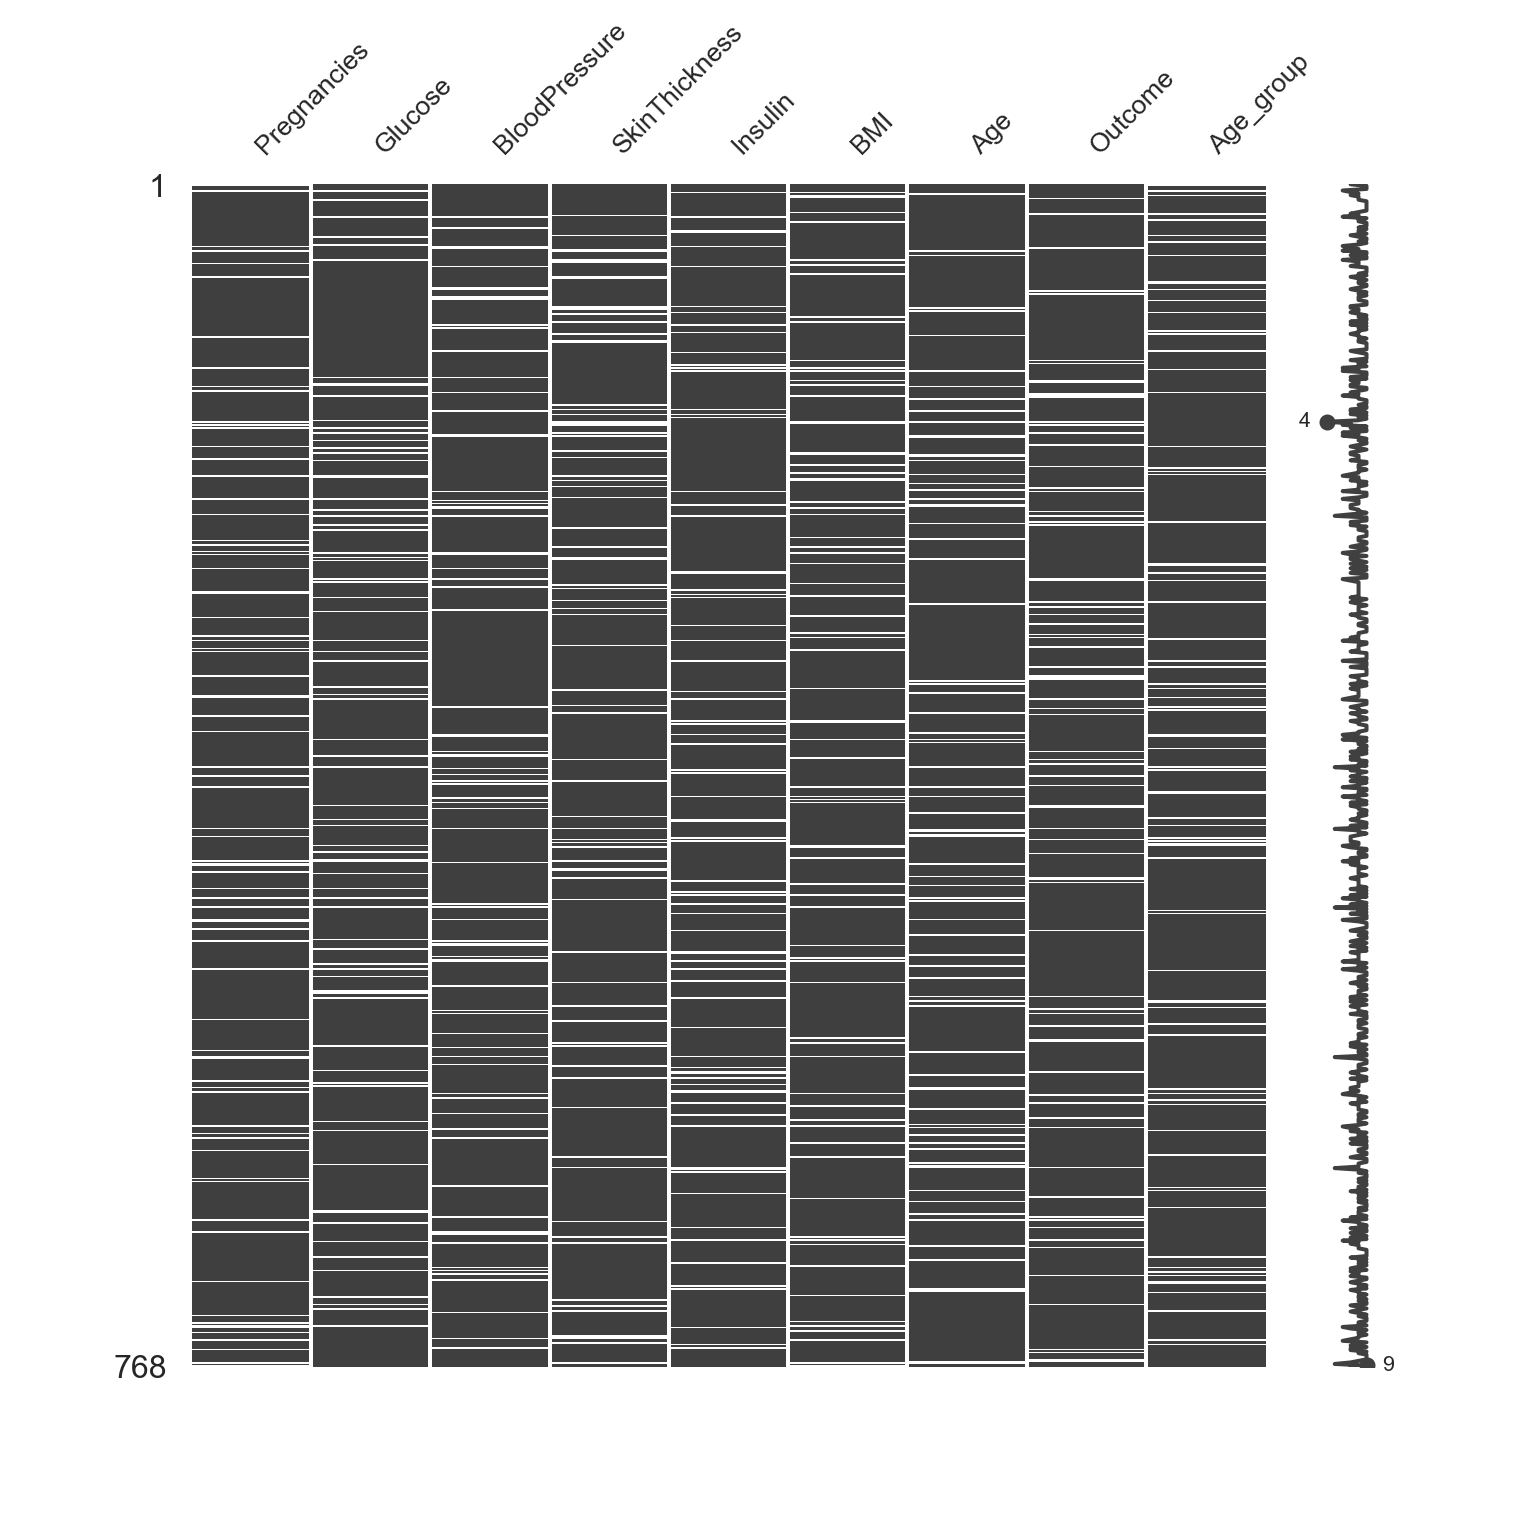 Pregnancies
Glucose
BloodPressure
SkinThickness
Insulin
BMI
Age
Outcome
Age_group
1
4
768
9